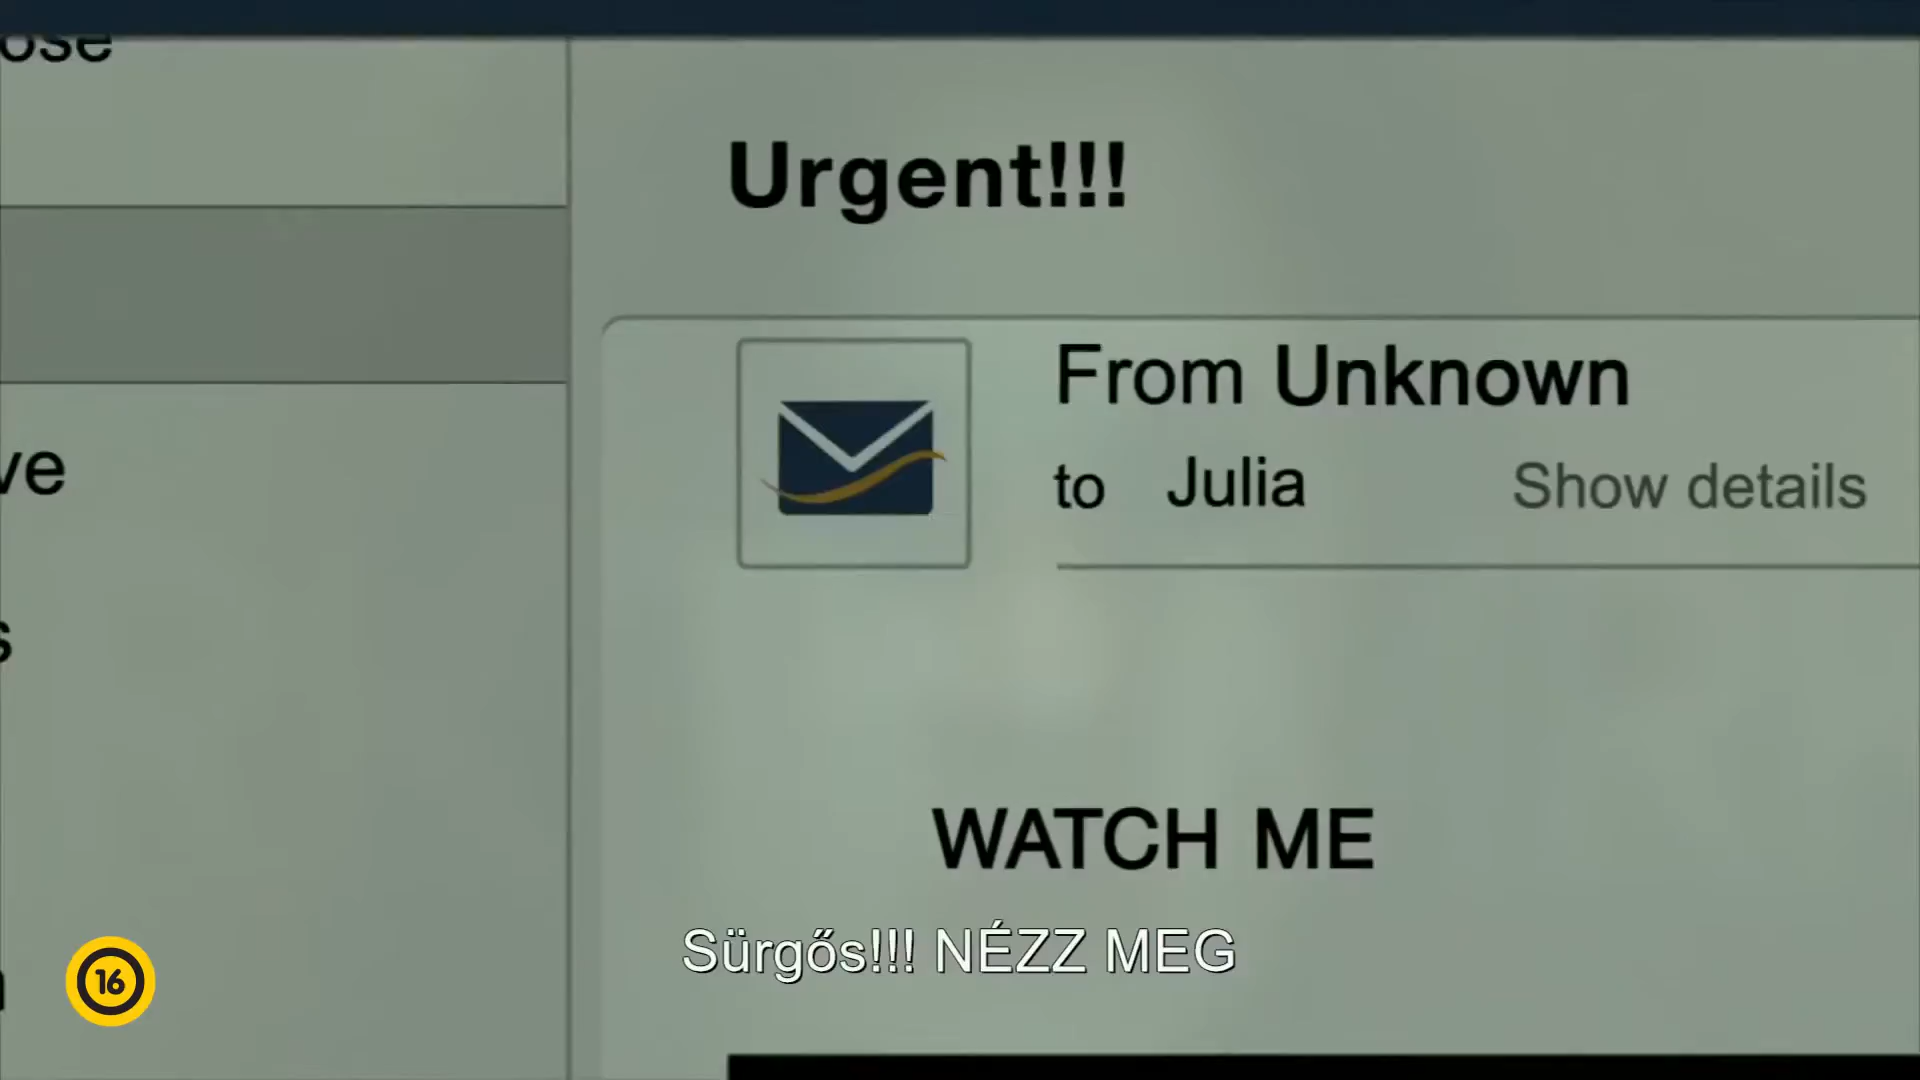 Urgent!!!
From Unknown
to Julia Show details
WATCH ME
Sürgős!!! NÉZZ MEG
16